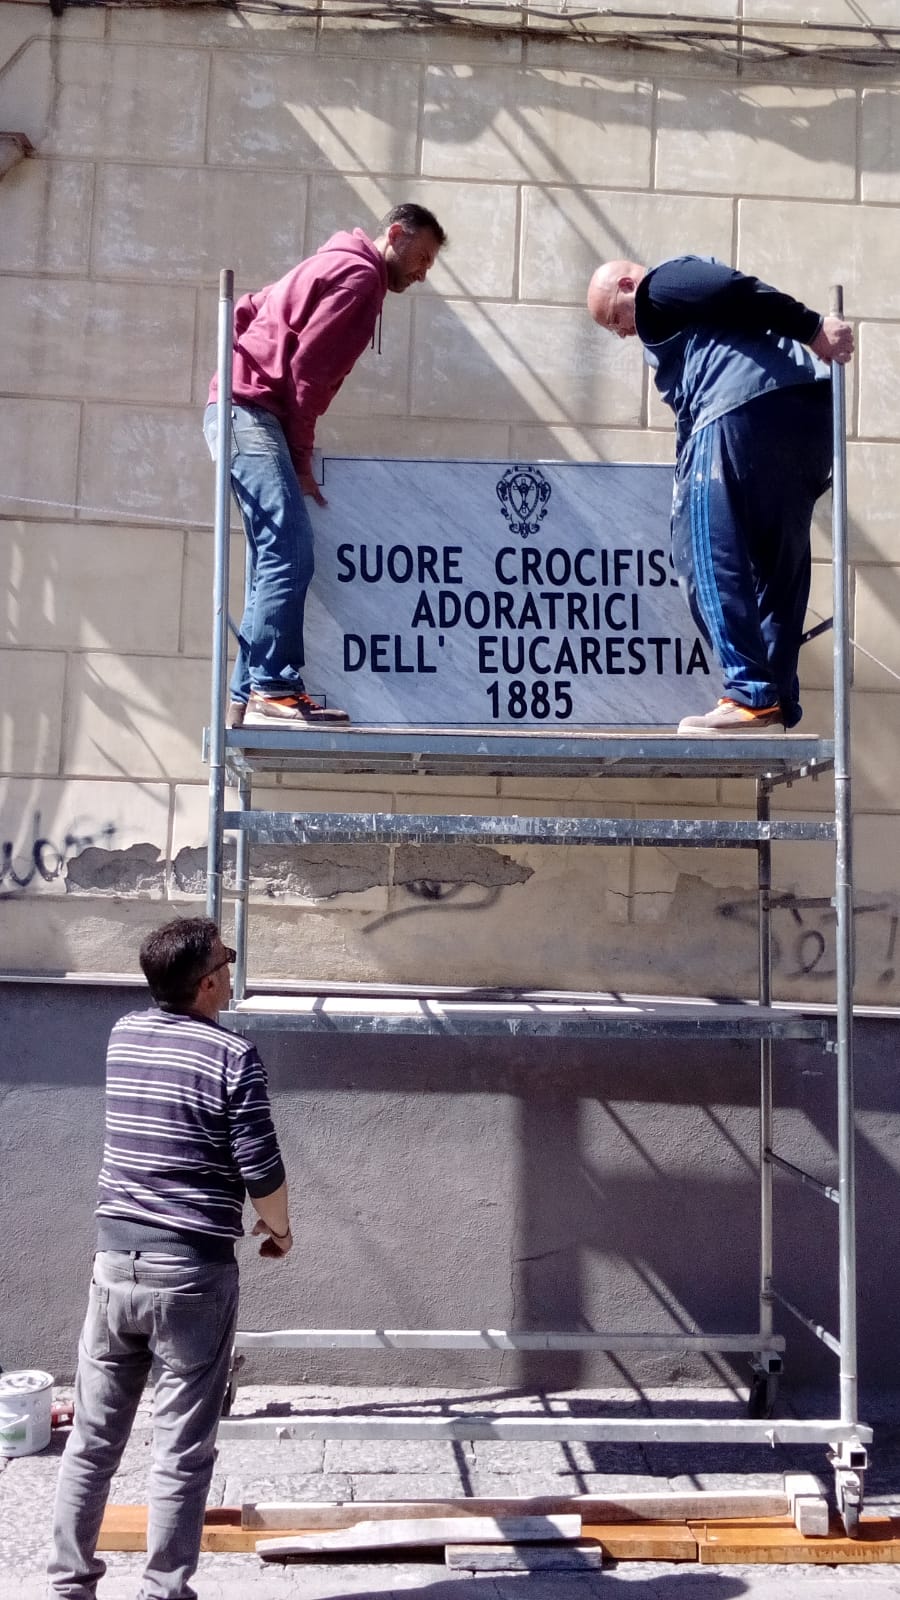 SUORE CROCIFISS
ADORATRICI
DELL' EUCARESTIA
1885